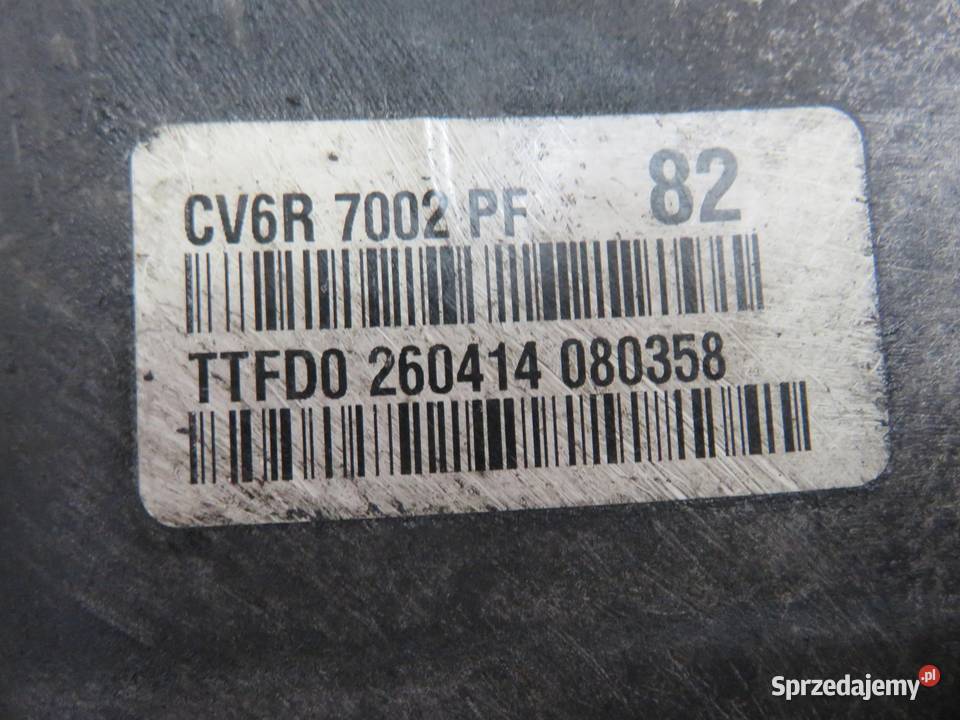 CV6R 7002 PF 82
TTFD0 260414 080358
Sprzedajemy.pl